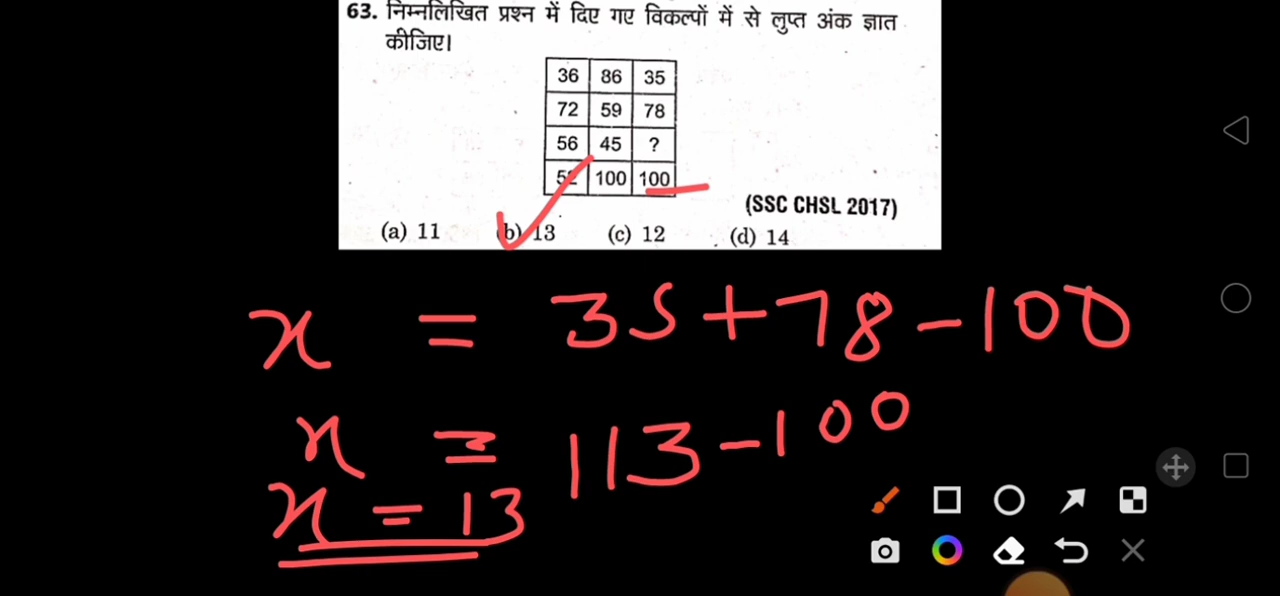 63. निम्नलिखित प्रश्न में दिए गए विकल्पों में से लुप्त अंक ज्ञात
कीजिए।
36 86 35
72 59 78
56 45 ?
52 100 100
(SSC CHSL 2017)
(a) 11 (b) 13 (c) 12 (d) 14
x = 35+78-100
x = 113-100
x = 13